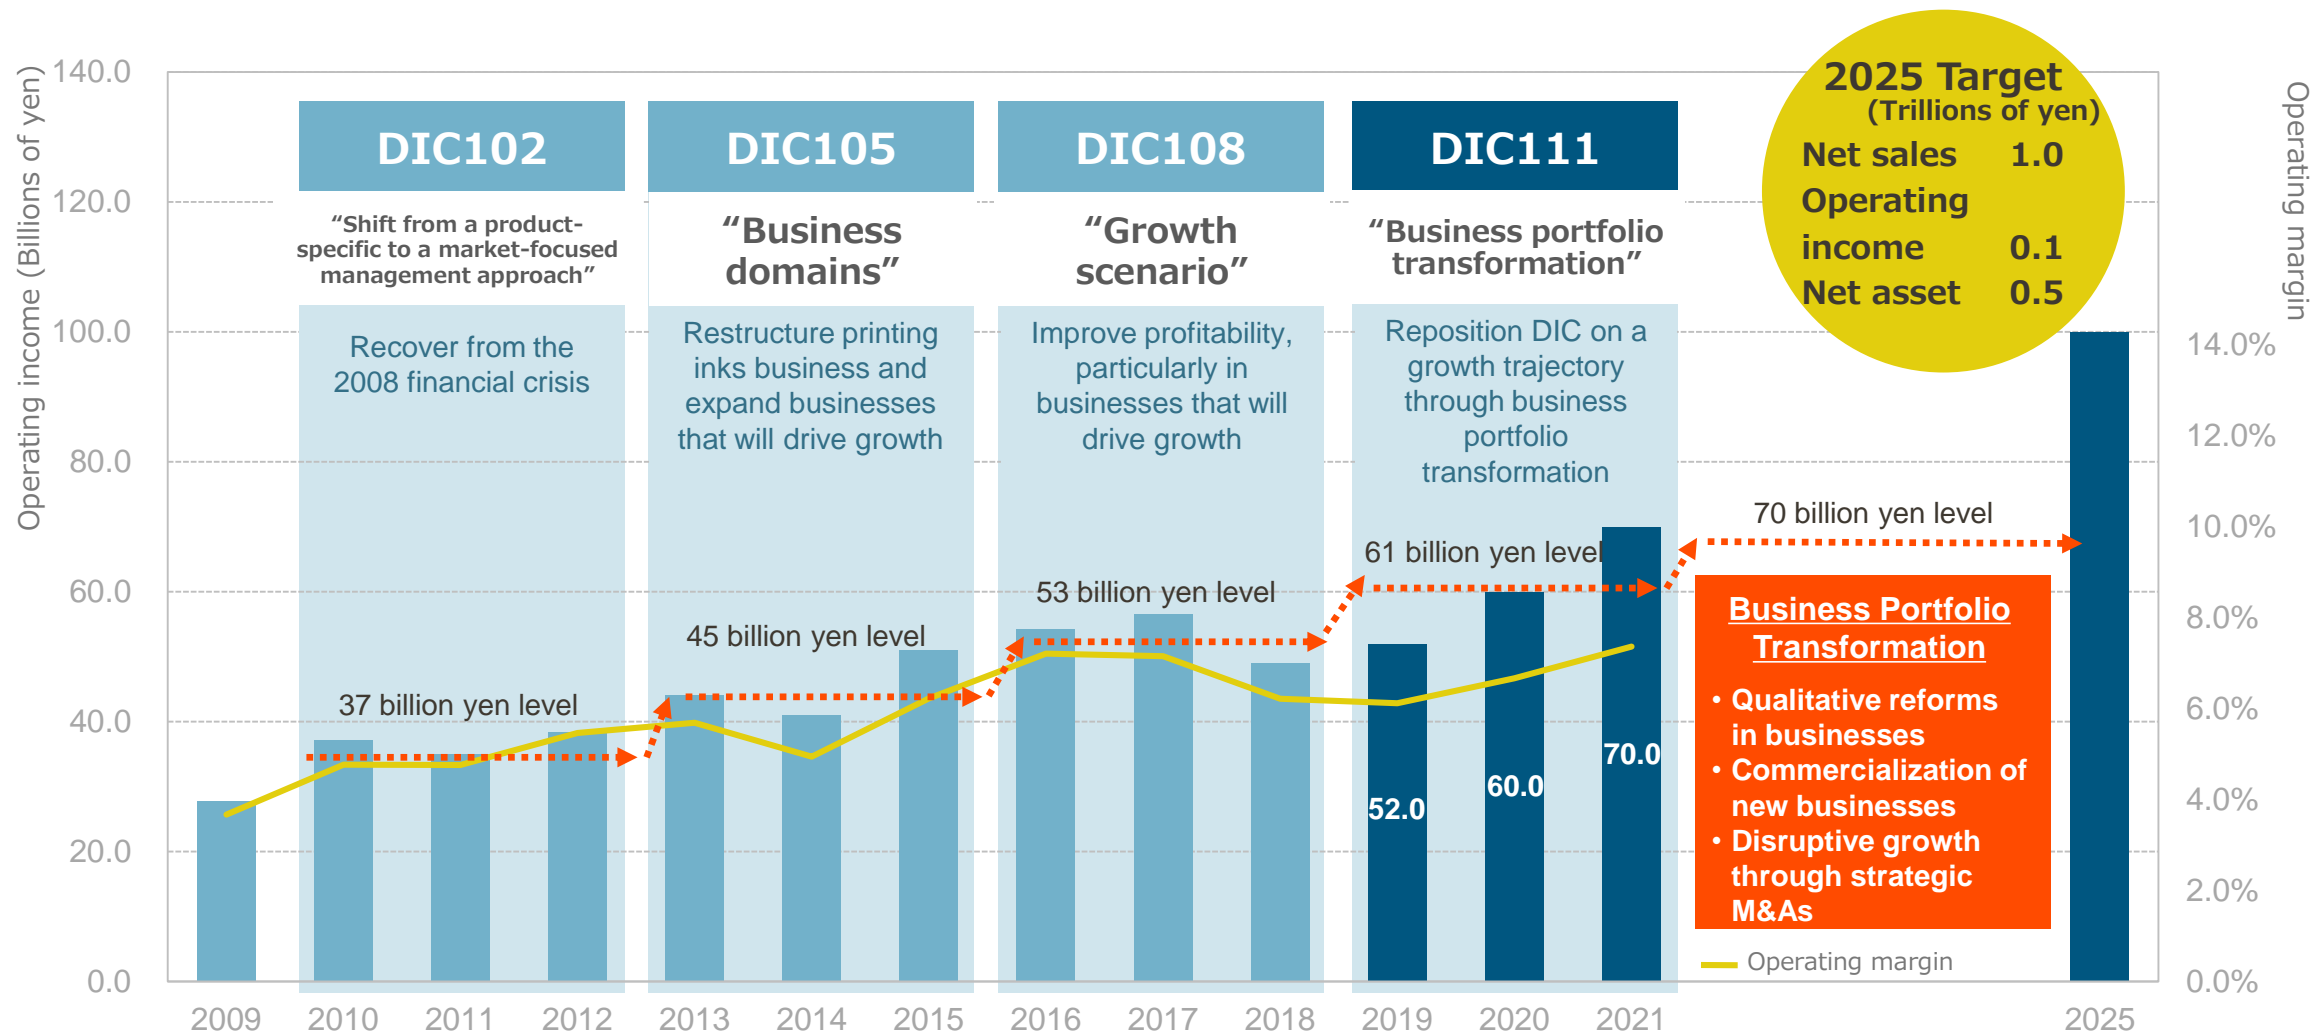 Operating income (Billions of yen)
140.0
120.0
100.0
80.0
60.0
40.0
20.0
0.0
DIC102
“Shift from a product-
specific to a market-focused
management approach”
Recover from the
2008 financial crisis
37 billion yen level
DIC105
“Business
domains”
Restructure printing
inks business and
expand businesses
that will drive growth
45 billion yen level
DIC108
“Growth
scenario”
Improve profitability,
particularly in
businesses that will
drive growth
53 billion yen level
DIC111
“Business portfolio
transformation”
Reposition DIC on a
growth trajectory
through business
portfolio
transformation
61 billion yen level
52.0
60.0
70.0
2025 Target
(Trillions of yen)
Net sales 1.0
Operating
income 0.1
Net asset 0.5
70 billion yen level
Business Portfolio
Transformation
• Qualitative reforms
in businesses
• Commercialization of
new businesses
• Disruptive growth
through strategic
M&As
Operating margin
Operating margin
14.0%
12.0%
10.0%
8.0%
6.0%
4.0%
2.0%
0.0%
2009 2010 2011 2012 2013 2014 2015 2016 2017 2018 2019 2020 2021 2025